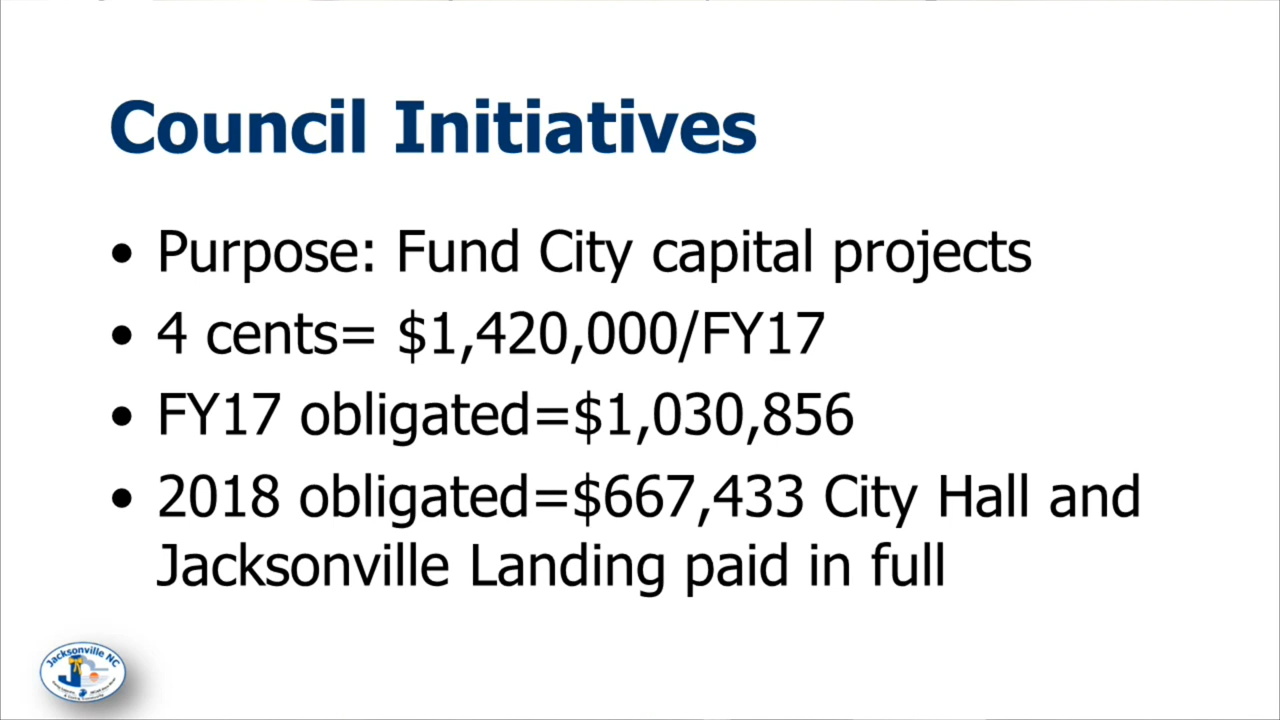 Council Initiatives
• Purpose: Fund City capital projects
• 4 cents= $1,420,000/FY17
• FY17 obligated=$1,030,856
• 2018 obligated=$667,433 City Hall and
Jacksonville Landing paid in full
Jacksonville NC